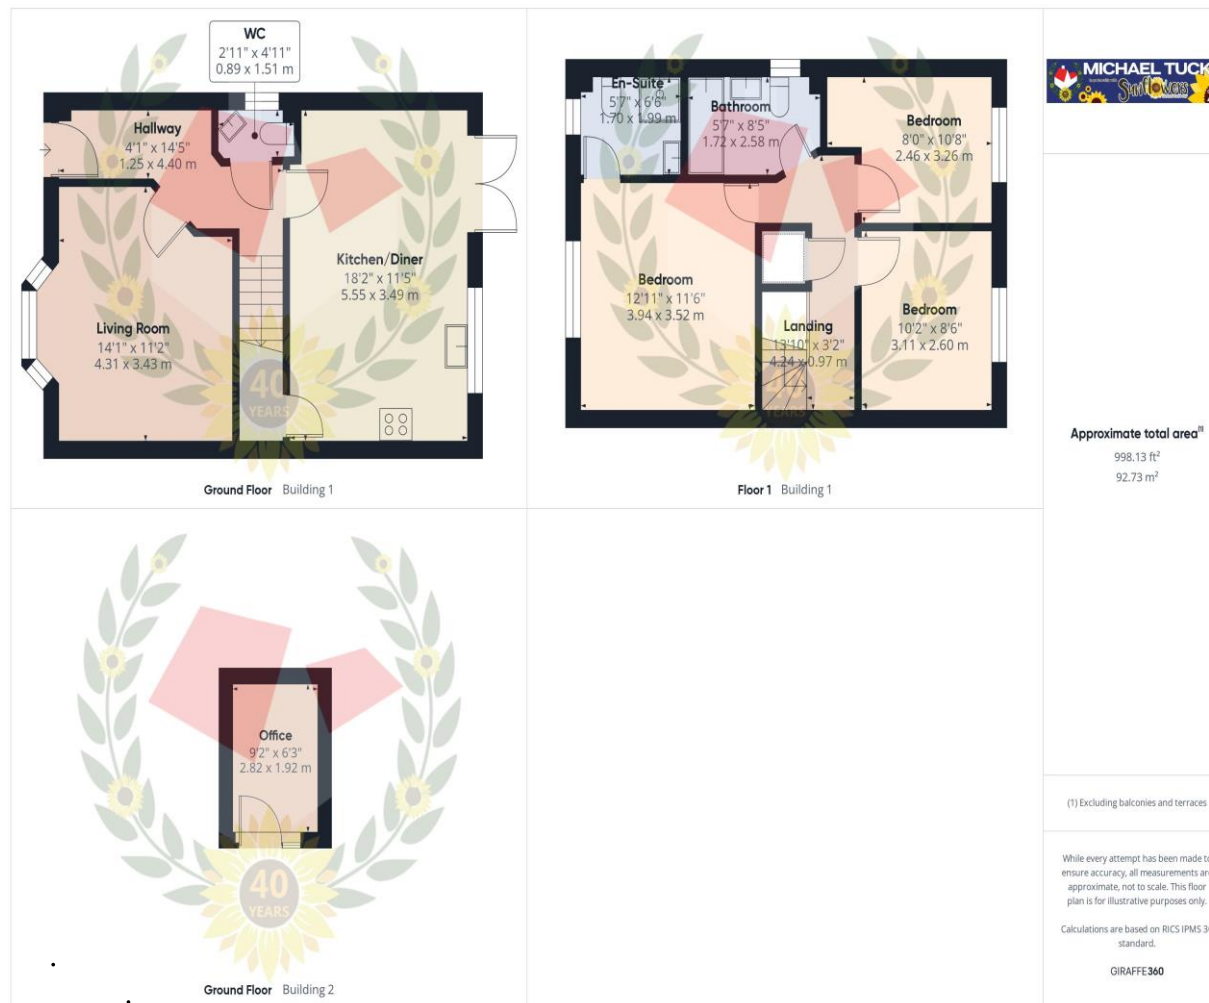 WC
2'11" x 4'11"
0.89 x 1.51 m
Hallway
4'1" x 14'5"
1.25 x 4.40 m
Kitchen/Diner
18'2" x 11'5"
5.55 x 3.49 m
Living Room
14'1" x 11'2"
4.31 x 3.43 m
40
YEARS
Ground Floor Building 1
En-Suite
5'7" x 6'6"
1.70 x 1.99 m
Bathroom
5'7" x 8'5"
1.72 x 2.58 m
Bedroom
8'0" x 10'8"
2.46 x 3.26 m
Bedroom
12'11" x 11'6"
3.94 x 3.52 m
Landing
13'10" x 3'2"
4.24 x 0.97 m
Bedroom
10'2" x 8'6"
3.11 x 2.60 m
40
YEARS
Floor 1 Building 1
MICHAEL TUCK
Sunflowers
Approximate total area(1)
998.13 ft²
92.73 m²
Office
9'2" x 6'3"
2.82 x 1.92 m
40
YEARS
Ground Floor Building 2
(1) Excluding balconies and terraces
While every attempt has been made to
ensure accuracy, all measurements are
approximate, not to scale. This floor
plan is for illustrative purposes only.
Calculations are based on RICS IPMS 3C
standard.
GIRAFFE360